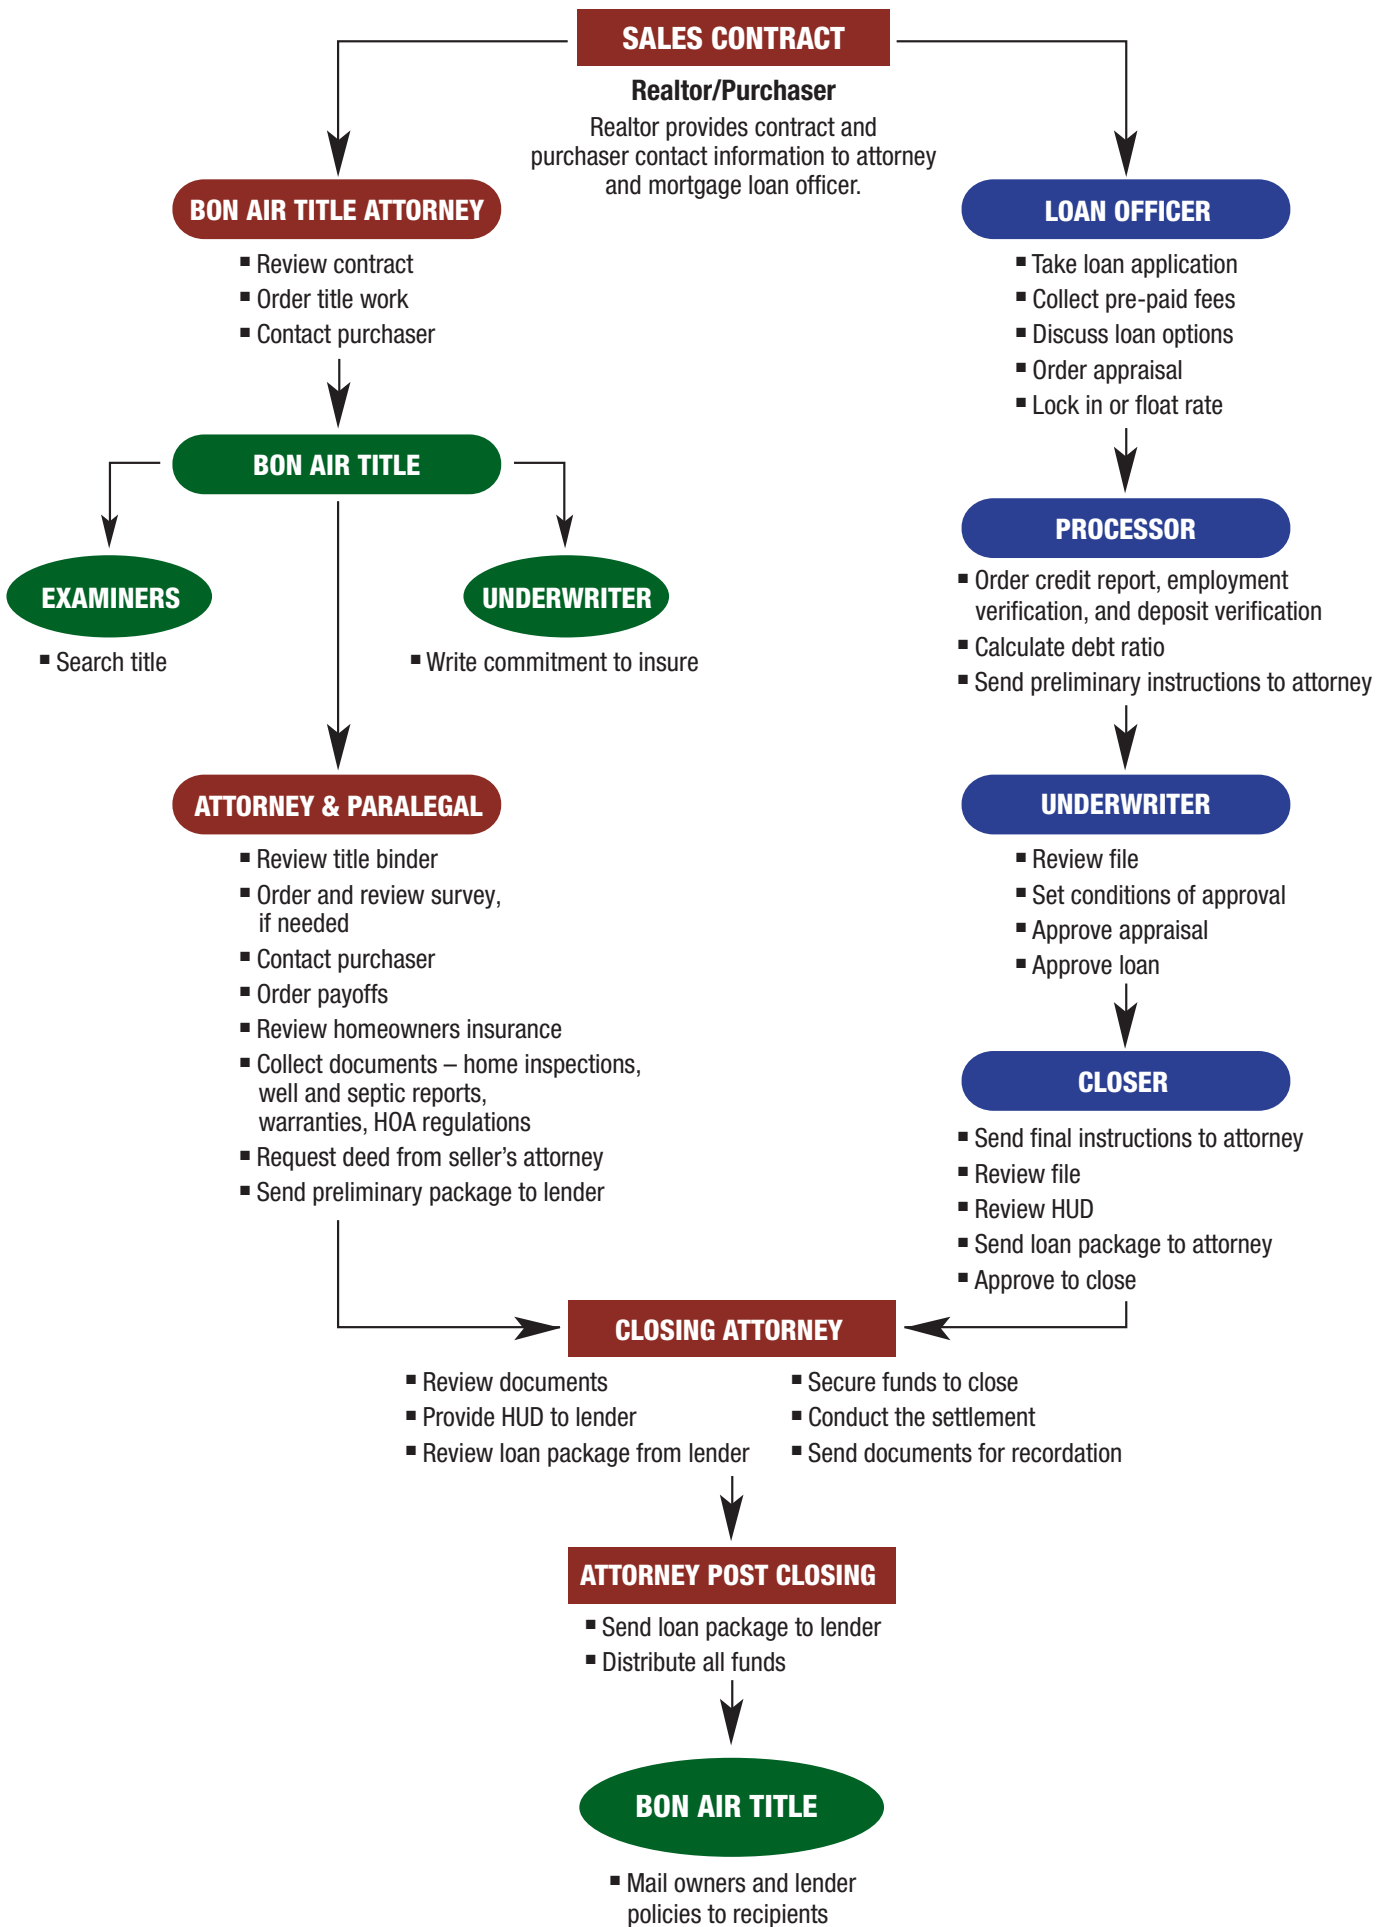 SALES CONTRACT
Realtor/Purchaser
Realtor provides contract and
purchaser contact information to attorney
and mortgage loan officer.
BON AIR TITLE ATTORNEY
■ Review contract
■ Order title work
■ Contact purchaser
BON AIR TITLE
EXAMINERS
■ Search title
UNDERWRITER
■ Write commitment to insure
ATTORNEY & PARALEGAL
■ Review title binder
■ Order and review survey,
if needed
■ Contact purchaser
■ Order payoffs
■ Review homeowners insurance
■ Collect documents – home inspections,
well and septic reports,
warranties, HOA regulations
■ Request deed from seller’s attorney
■ Send preliminary package to lender
LOAN OFFICER
■ Take loan application
■ Collect pre-paid fees
■ Discuss loan options
■ Order appraisal
■ Lock in or float rate
PROCESSOR
■ Order credit report, employment
verification, and deposit verification
■ Calculate debt ratio
■ Send preliminary instructions to attorney
UNDERWRITER
■ Review file
■ Set conditions of approval
■ Approve appraisal
■ Approve loan
CLOSER
■ Send final instructions to attorney
■ Review file
■ Review HUD
■ Send loan package to attorney
■ Approve to close
CLOSING ATTORNEY
■ Review documents
■ Provide HUD to lender
■ Review loan package from lender
■ Secure funds to close
■ Conduct the settlement
■ Send documents for recordation
ATTORNEY POST CLOSING
■ Send loan package to lender
■ Distribute all funds
BON AIR TITLE
■ Mail owners and lender
policies to recipients